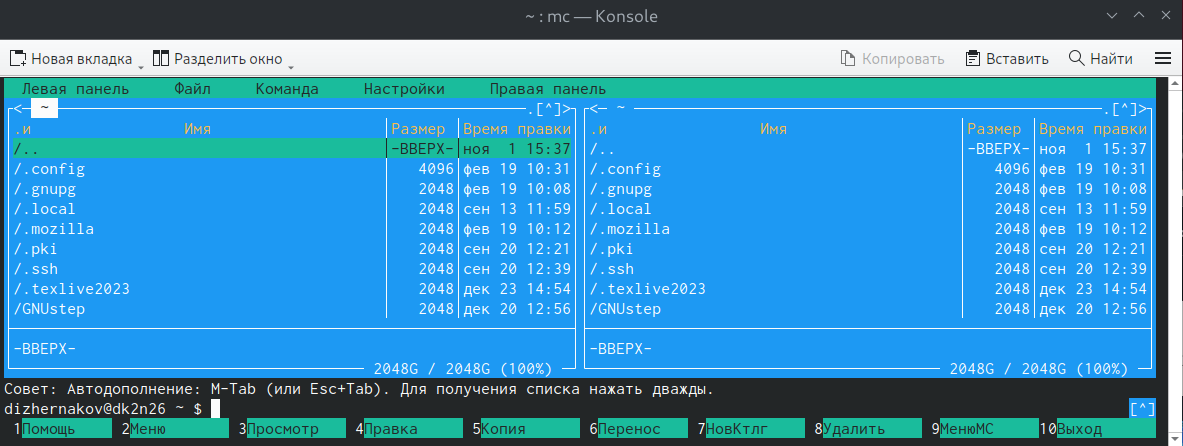 ~ : mc — Konsole
Новая вкладка Разделить окно Копировать Вставить Найти
Левая панель Файл Команда Настройки Правая панель
<— ~ .[^]> <— ~ .[^]>
.и Имя Размер Время правки .и Имя Размер Время правки
/.. -ВВЕРХ- ноя 1 15:37 /.. -ВВЕРХ- ноя 1 15:37
/.config 4096 фев 19 10:31 /.config 4096 фев 19 10:31
/.gnupg 2048 фев 19 10:08 /.gnupg 2048 фев 19 10:08
/.local 2048 сен 13 11:59 /.local 2048 сен 13 11:59
/.mozilla 2048 фев 19 10:12 /.mozilla 2048 фев 19 10:12
/.pki 2048 сен 20 12:21 /.pki 2048 сен 20 12:21
/.ssh 2048 сен 20 12:39 /.ssh 2048 сен 20 12:39
/.texlive2023 2048 дек 23 14:54 /.texlive2023 2048 дек 23 14:54
/GNUstep 2048 дек 20 12:56 /GNUstep 2048 дек 20 12:56
-ВВЕРХ- -ВВЕРХ-
2048G / 2048G (100%) 2048G / 2048G (100%)
Совет: Автодополнение: M-Tab (или Esc+Tab). Для получения списка нажать дважды.
dizhernakov@dk2n26 ~ $ [^]
1Помощь 2Меню 3Просмотр 4Правка 5Копия 6Перенос 7НовКтлг 8Удалить 9МенюMC 10Выход